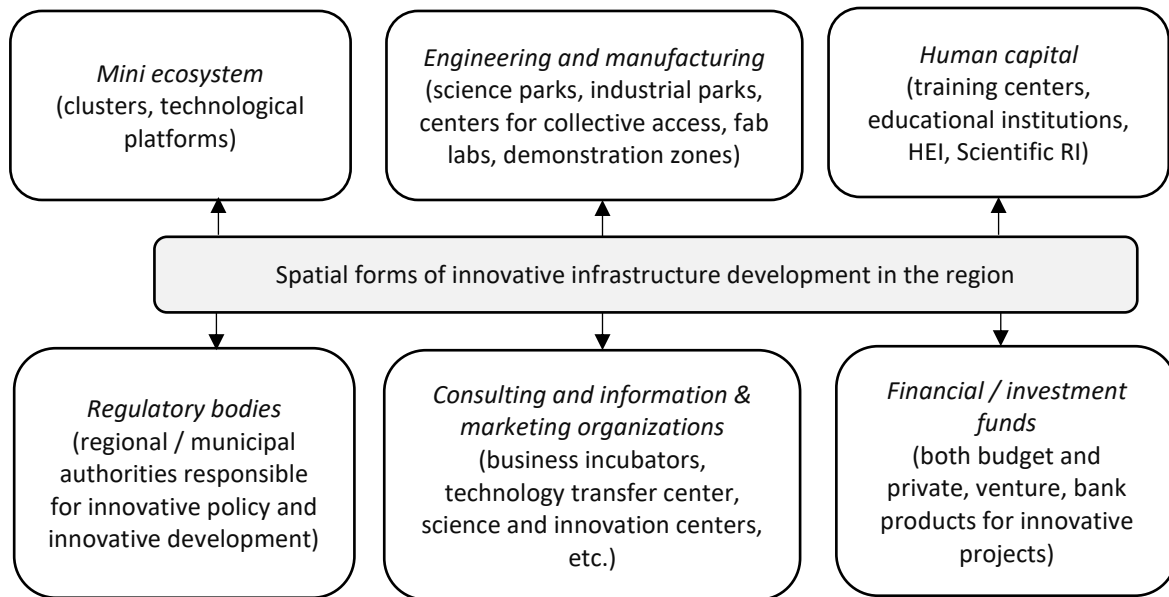 Mini ecosystem
(clusters, technological
platforms)
Engineering and manufacturing
(science parks, industrial parks,
centers for collective access, fab
labs, demonstration zones)
Human capital
(training centers,
educational institutions,
HEI, Scientific RI)
Spatial forms of innovative infrastructure development in the region
Regulatory bodies
(regional / municipal
authorities responsible
for innovative policy and
innovative development)
Consulting and information &
marketing organizations
(business incubators,
technology transfer center,
science and innovation centers,
etc.)
Financial / investment
funds
(both budget and
private, venture, bank
products for innovative
projects)